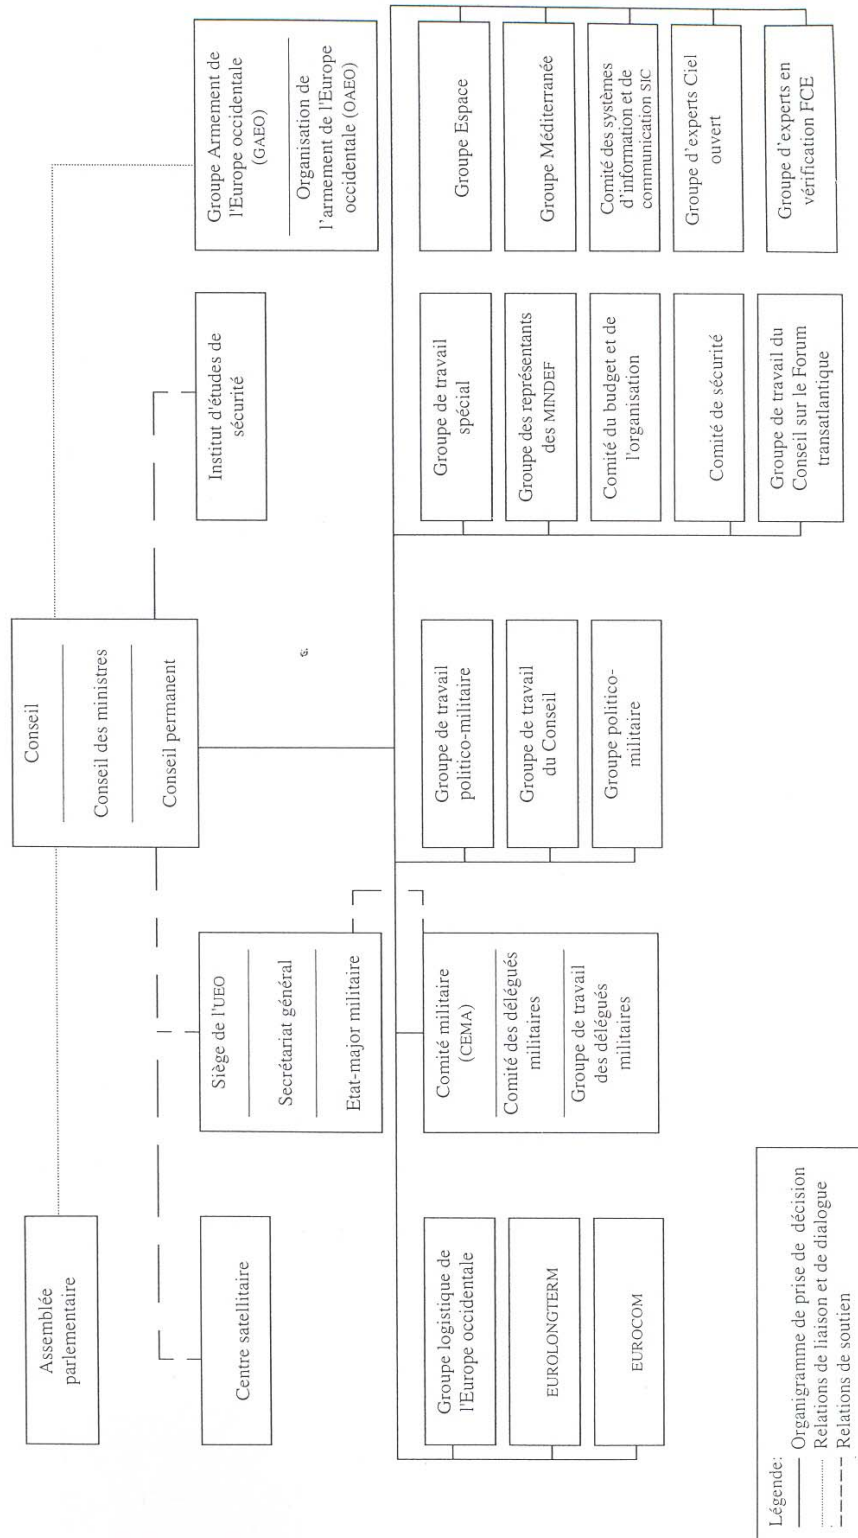 Conseil
Conseil des ministres
Conseil permanent
Assemblée
parlementaire
Groupe Armement de
l'Europe occidentale
(GAEO)
Organisation de
l'armement de l'Europe
occidentale (OAEO)
Centre satellitaire
Siège de l'UEO
Secrétariat général
Etat-major militaire
Institut d'études de
sécurité
Groupe logistique de
l'Europe occidentale
EUROLONGTERM
EUROCOM
Comité militaire
(CEMA)
Comité des délégués
militaires
Groupe de travail
des délégués
militaires
Groupe de travail
politico-militaire
Groupe de travail
du Conseil
Groupe politico-
militaire
Groupe de travail
spécial
Groupe des représentants
des MINDEF
Comité du budget et de
l'organisation
Comité de sécurité
Groupe de travail du
Conseil sur le Forum
transatlantique
Groupe Espace
Groupe Méditerranée
Comité des systèmes
d'information et de
communication SIC
Groupe d'experts Ciel
ouvert
Groupe d'experts en
vérification FCE
Légende:
Organigramme de prise de décision
Relations de liaison et de dialogue
Relations de soutien